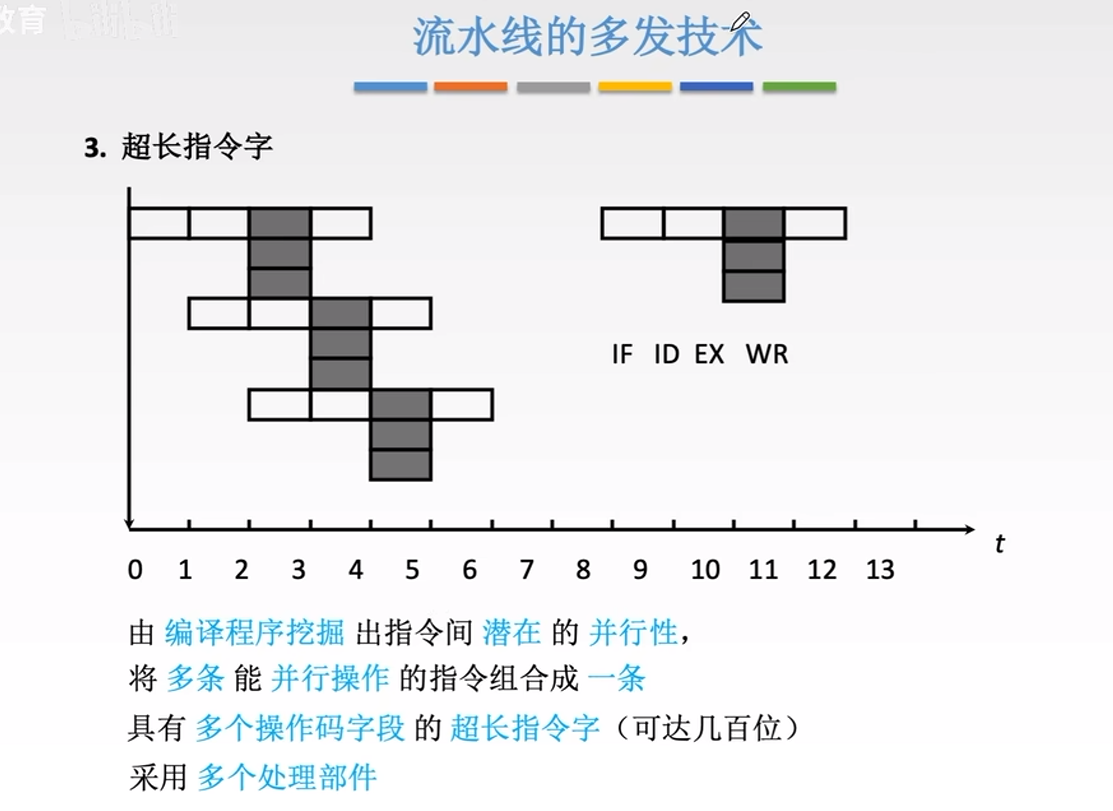 教育 bilibili
流水线的多发技术
3. 超长指令字
IF ID EX WR
t
0 1 2 3 4 5 6 7 8 9 10 11 12 13
由 编译程序挖掘 出指令间 潜在 的 并行性，
将 多条 能 并行操作 的指令组合成 一条
具有 多个操作码字段 的 超长指令字（可达几百位）
采用 多个处理部件